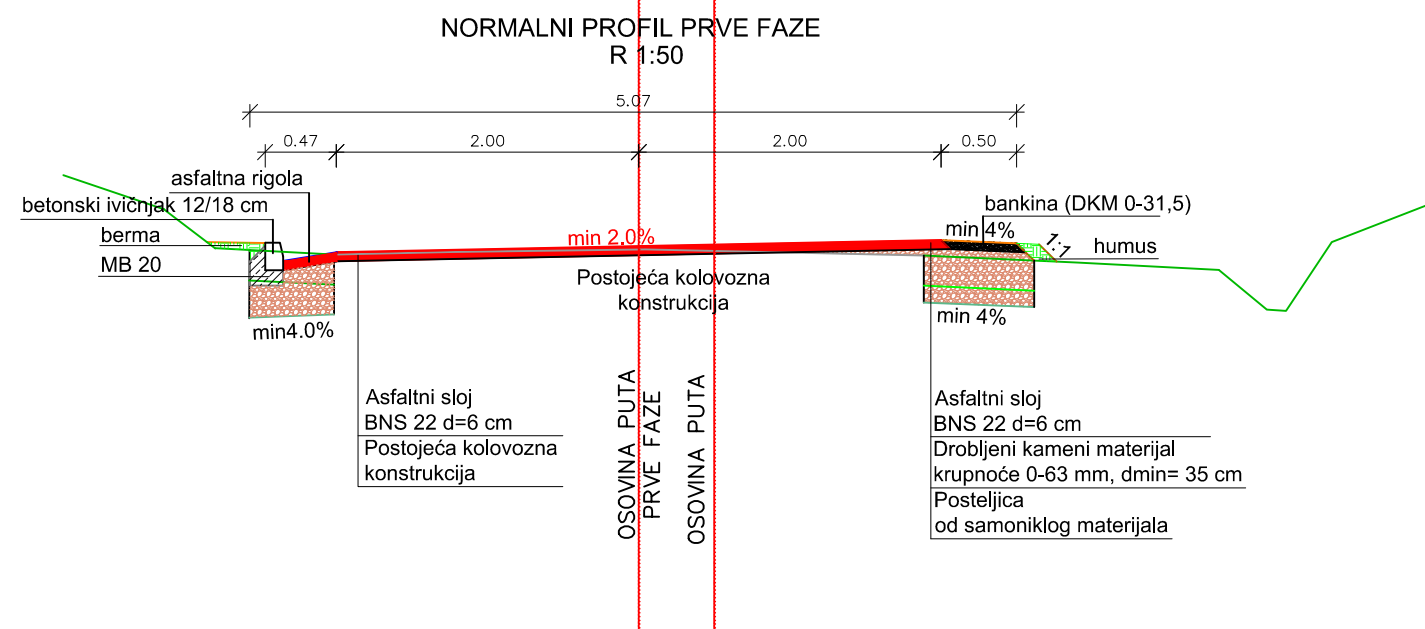 NORMALNI PROFIL PRVE FAZE
R 1:50
5.07
0.47
2.00
2.00
0.50
asfaltna rigola
betonski ivičnjak 12/18 cm
berma
MB 20
min4.0%
min 2.0%
Postojeća kolovozna
konstrukcija
bankina (DKM 0-31,5)
min 4%
1:1
humus
min 4%
Asfaltni sloj
BNS 22 d=6 cm
Postojeća kolovozna
konstrukcija
OSOVINA PUTA
PRVE FAZE
OSOVINA PUTA
Asfaltni sloj
BNS 22 d=6 cm
Drobljeni kameni materijal
krupnoće 0-63 mm, dmin= 35 cm
Posteljica
od samoniklog materijala